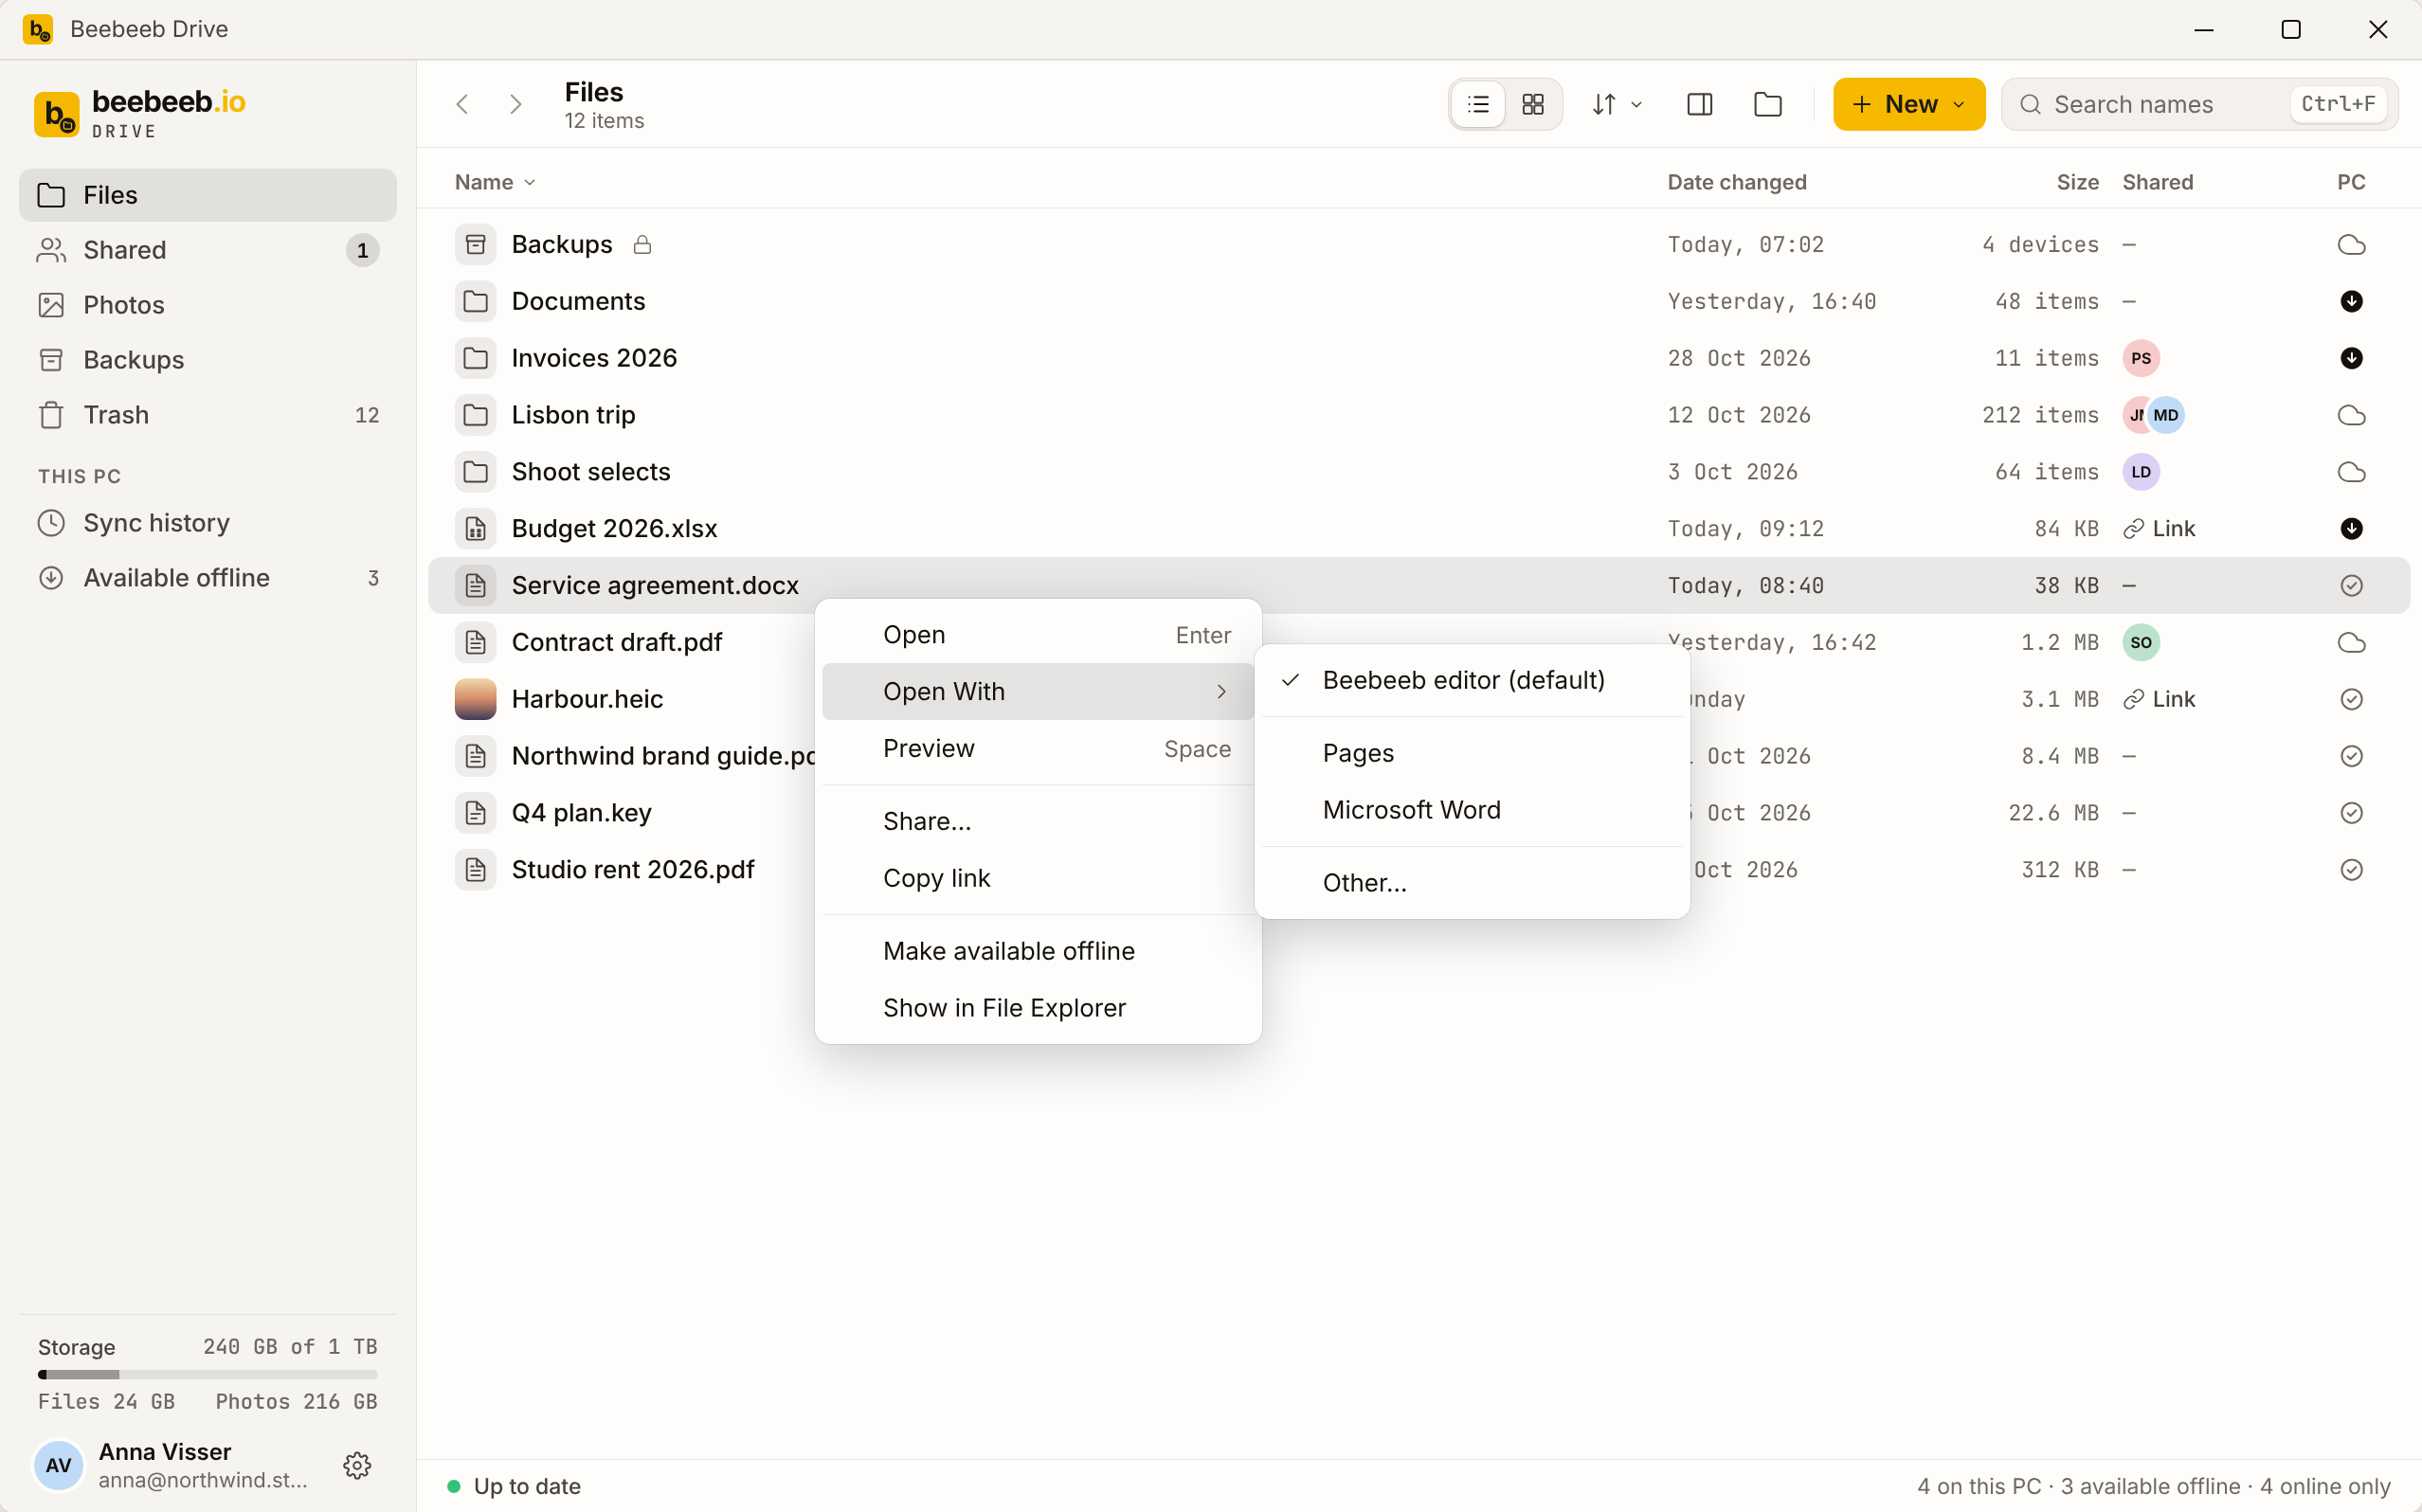 Beebeeb Drive
beebeeb.io
DRIVE
Files
Shared 1
Photos
Backups
Trash 12
THIS PC
Sync history
Available offline 3
Storage 240 GB of 1 TB
Files 24 GB Photos 216 GB
AV
Anna Visser
anna@northwind.st...
Files
12 items
New
Search names Ctrl+F
Name Date changed Size Shared PC
Backups Today, 07:02 4 devices —
Documents Yesterday, 16:40 48 items —
Invoices 2026 28 Oct 2026 11 items PS
Lisbon trip 12 Oct 2026 212 items MD
Shoot selects 3 Oct 2026 64 items LD
Budget 2026.xlsx Today, 09:12 84 KB Link
Service agreement.docx Today, 08:40 38 KB —
Contract draft.pdf Yesterday, 16:42 1.2 MB SO
Harbour.heic 3.1 MB Link
Northwind brand Oct 2026 8.4 MB —
Q4 plan.key Oct 2026 22.6 MB —
Studio rent 2026.pdf Oct 2026 312 KB —
Open Enter
Open With
Preview Space
Share...
Copy link
Make available offline
Show in File Explorer
Beebeeb editor (default)
Pages
Microsoft Word
Other...
Up to date
4 on this PC · 3 available offline · 4 online only